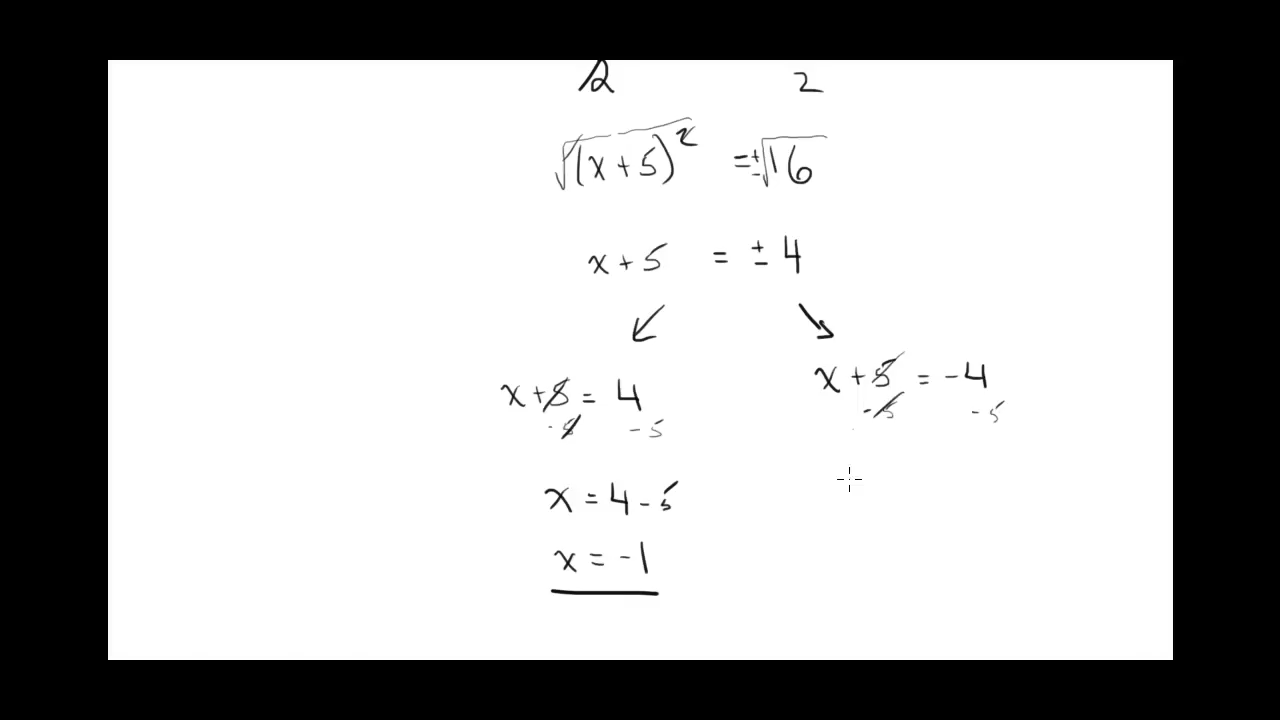 2 2
√(x+5)² = ±√16
x+5 = ± 4
x+5 = 4 x+5 = -4
-5 -5 -5 -5
x = 4-5
x = -1